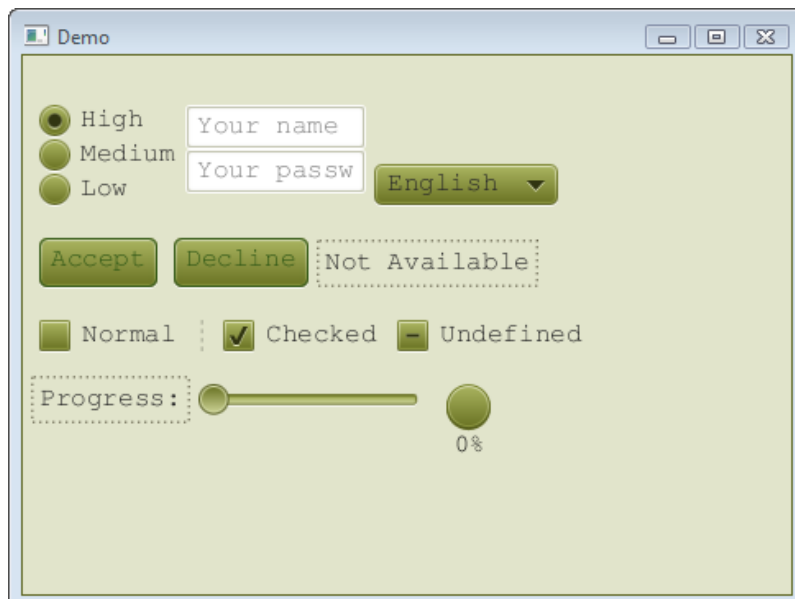 Demo
High
Medium
Low
Your name
Your passw
English
Accept
Decline
Not Available
Normal
Checked
Undefined
Progress:
0%